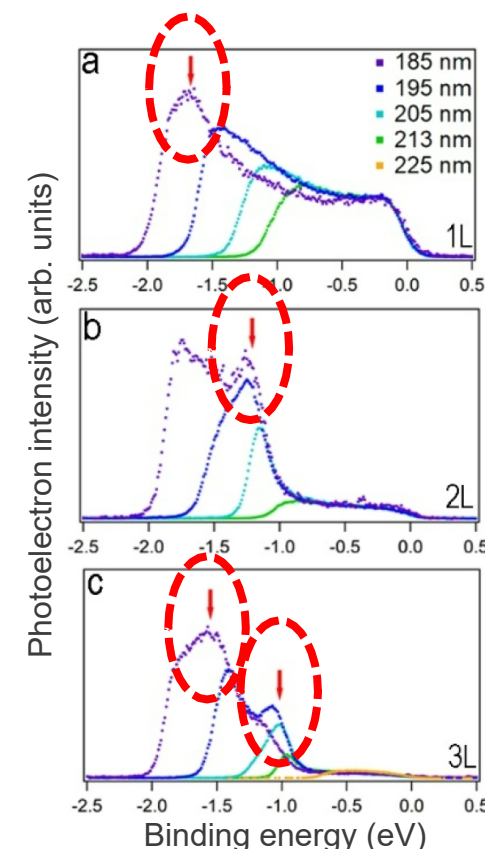 Photoelectron intensity (arb. units)
a
185 nm
195 nm
205 nm
213 nm
225 nm
1L
-2.5 -2.0 -1.5 -1.0 -0.5 0.0 0.5
b
2L
-2.5 -2.0 -1.5 -1.0 -0.5 0.0 0.5
c
3L
-2.5 -2.0 -1.5 -1.0 -0.5 0.0 0.5
Binding energy (eV)